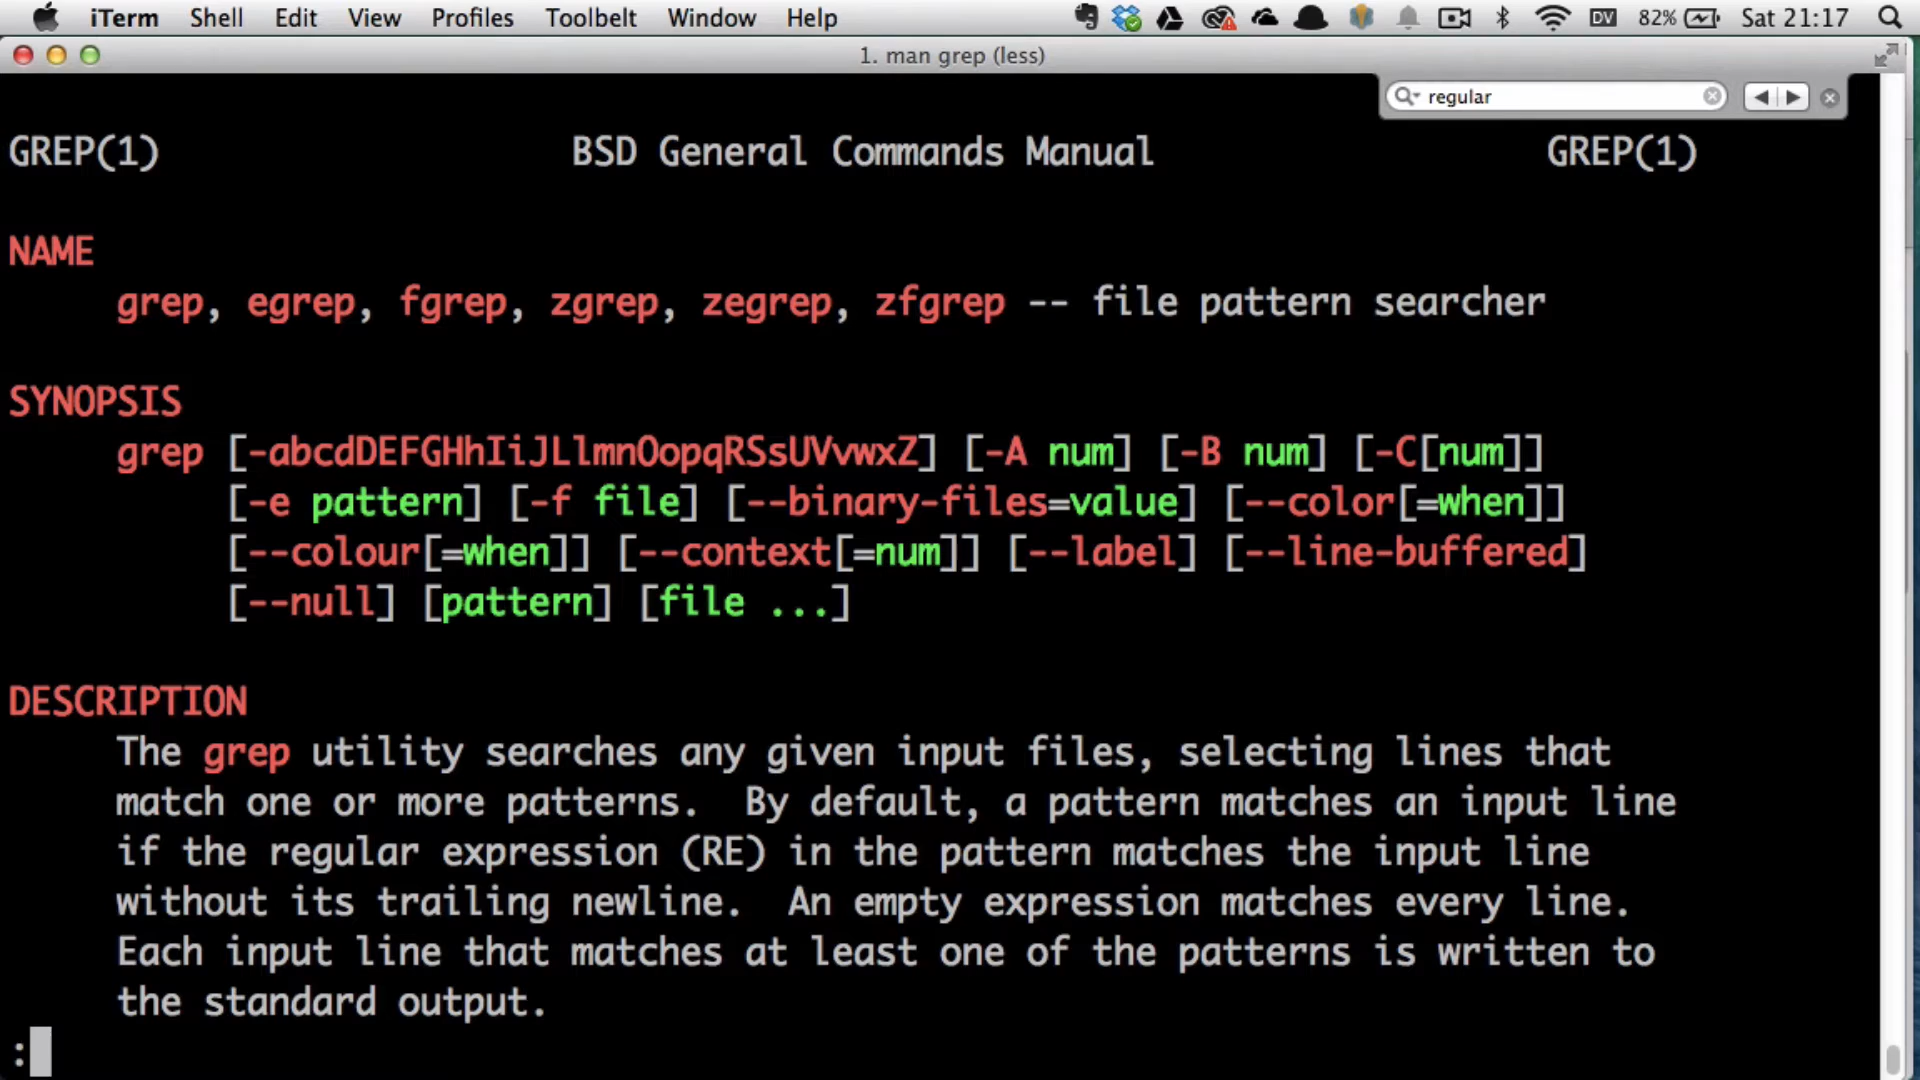 iTerm Shell Edit View Profiles Toolbelt Window Help DV 82% Sat 21:17
1. man grep (less)
regular
GREP(1) BSD General Commands Manual GREP(1)
NAME
grep, egrep, fgrep, zgrep, zegrep, zfgrep -- file pattern searcher
SYNOPSIS
grep [-abcdDEFGHhIiJLlmnOopqRSsUVvwxZ] [-A num] [-B num] [-C[num]]
[-e pattern] [-f file] [--binary-files=value] [--color[=when]]
[--colour[=when]] [--context[=num]] [--label] [--line-buffered]
[--null] [pattern] [file ...]
DESCRIPTION
The grep utility searches any given input files, selecting lines that
match one or more patterns.  By default, a pattern matches an input line
if the regular expression (RE) in the pattern matches the input line
without its trailing newline.  An empty expression matches every line.
Each input line that matches at least one of the patterns is written to
the standard output.
: